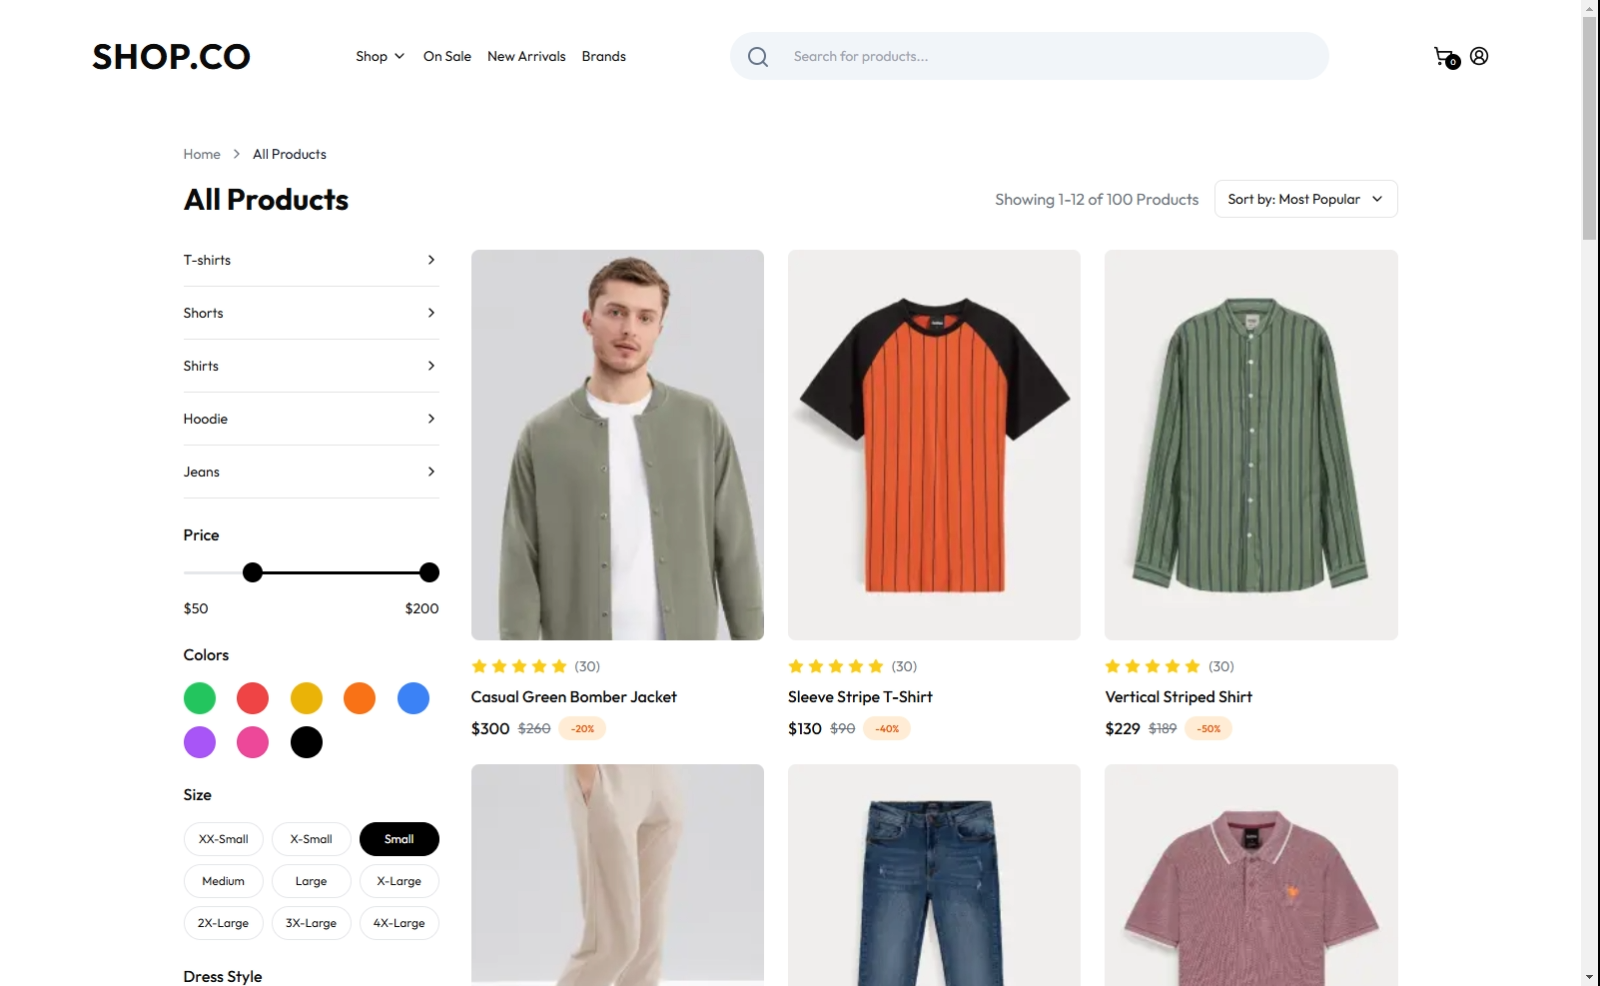 SHOP.CO
Shop On Sale New Arrivals Brands
Search for products...
0
Home All Products
All Products
Showing 1-12 of 100 Products
Sort by: Most Popular
T-shirts
Shorts
Shirts
Hoodie
Jeans
Price
$50 $200
Colors
Size
XX-Small X-Small Small
Medium Large X-Large
2X-Large 3X-Large 4X-Large
Dress Style
(30)
Casual Green Bomber Jacket
$300 $260 -20%
(30)
Sleeve Stripe T-Shirt
$130 $90 -40%
(30)
Vertical Striped Shirt
$229 $189 -50%